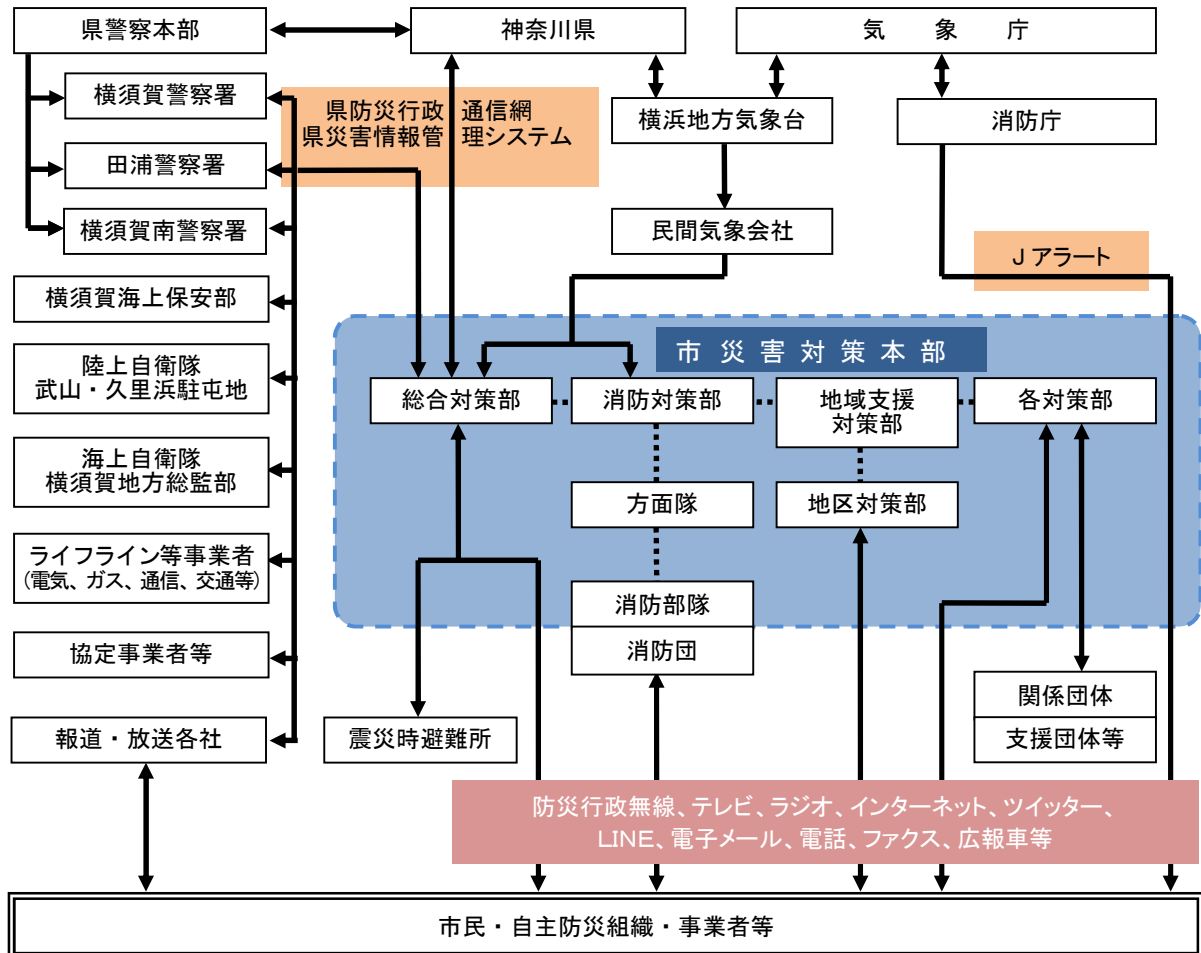 県警察本部
神奈川県
気象庁
横須賀警察署
県防災行政通信網
県災害情報管理システム
横浜地方気象台
消防庁
田浦警察署
横須賀南警察署
民間気象会社
Jアラート
横須賀海上保安部
市災害対策本部
陸上自衛隊
武山・久里浜駐屯地
総合対策部
消防対策部
地域支援
対策部
各対策部
海上自衛隊
横須賀地方総監部
方面隊
地区対策部
ライフライン等事業者
(電気、ガス、通信、交通等)
消防部隊
消防団
協定事業者等
関係団体
支援団体等
報道・放送各社
震災時避難所
防災行政無線、テレビ、ラジオ、インターネット、ツイッター、
LINE、電子メール、電話、ファクス、広報車等
市民・自主防災組織・事業者等